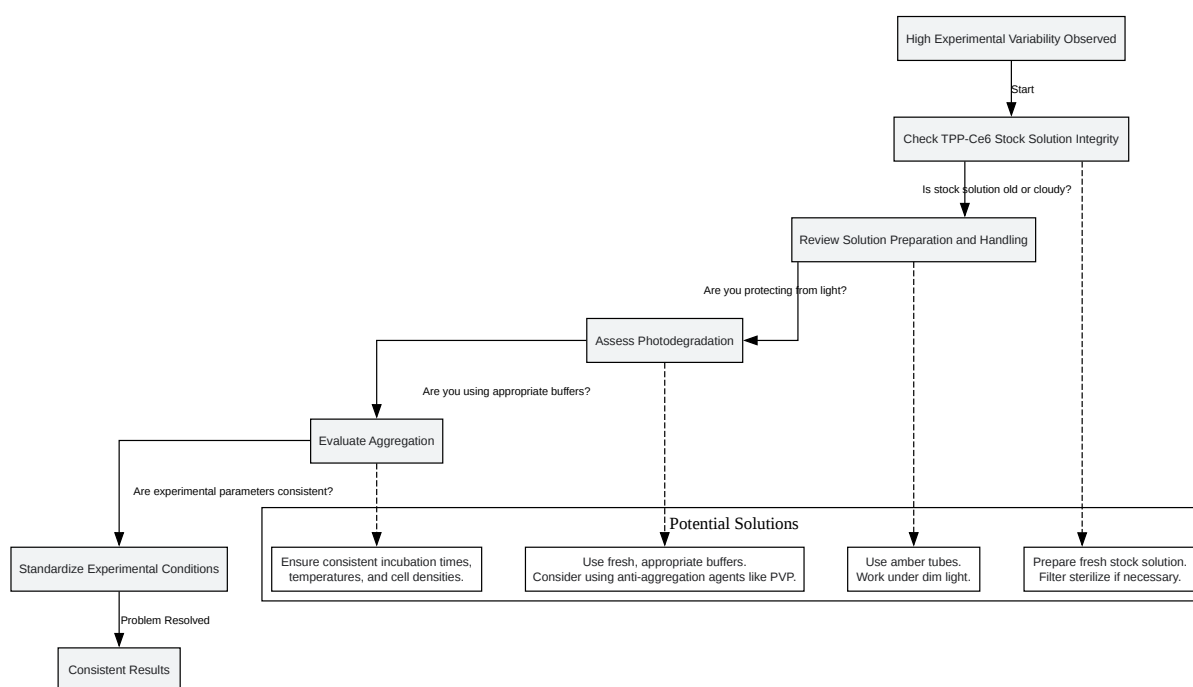 High Experimental Variability Observed
Start
Check TPP-Ce6 Stock Solution Integrity
Is stock solution old or cloudy?
Review Solution Preparation and Handling
Are you protecting from light?
Assess Photodegradation
Are you using appropriate buffers?
Evaluate Aggregation
Are experimental parameters consistent?
Potential Solutions
Standardize Experimental Conditions
Ensure consistent incubation times,
temperatures, and cell densities.
Use fresh, appropriate buffers.
Consider using anti-aggregation agents like PVP.
Use amber tubes.
Work under dim light.
Prepare fresh stock solution.
Filter sterilize if necessary.
Problem Resolved
Consistent Results